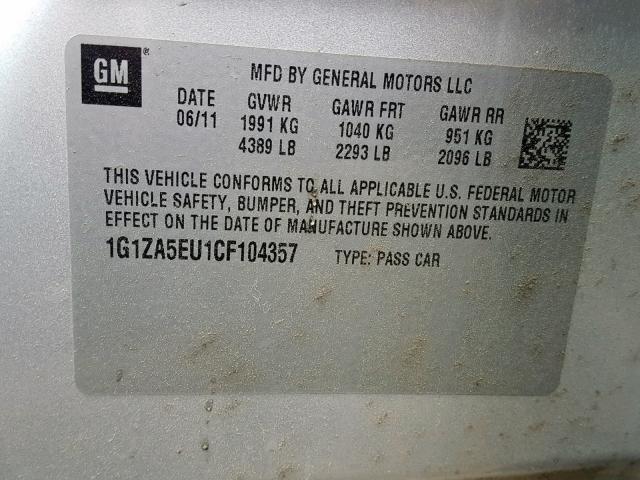 GM ®
MFD BY GENERAL MOTORS LLC
DATE GVWR GAWR FRT GAWR RR
06/11 1991 KG 1040 KG 951 KG
4389 LB 2293 LB 2096 LB
THIS VEHICLE CONFORMS TO ALL APPLICABLE U.S. FEDERAL MOTOR
VEHICLE SAFETY, BUMPER, AND THEFT PREVENTION STANDARDS IN
EFFECT ON THE DATE OF MANUFACTURE SHOWN ABOVE.
1G1ZA5EU1CF104357 TYPE: PASS CAR